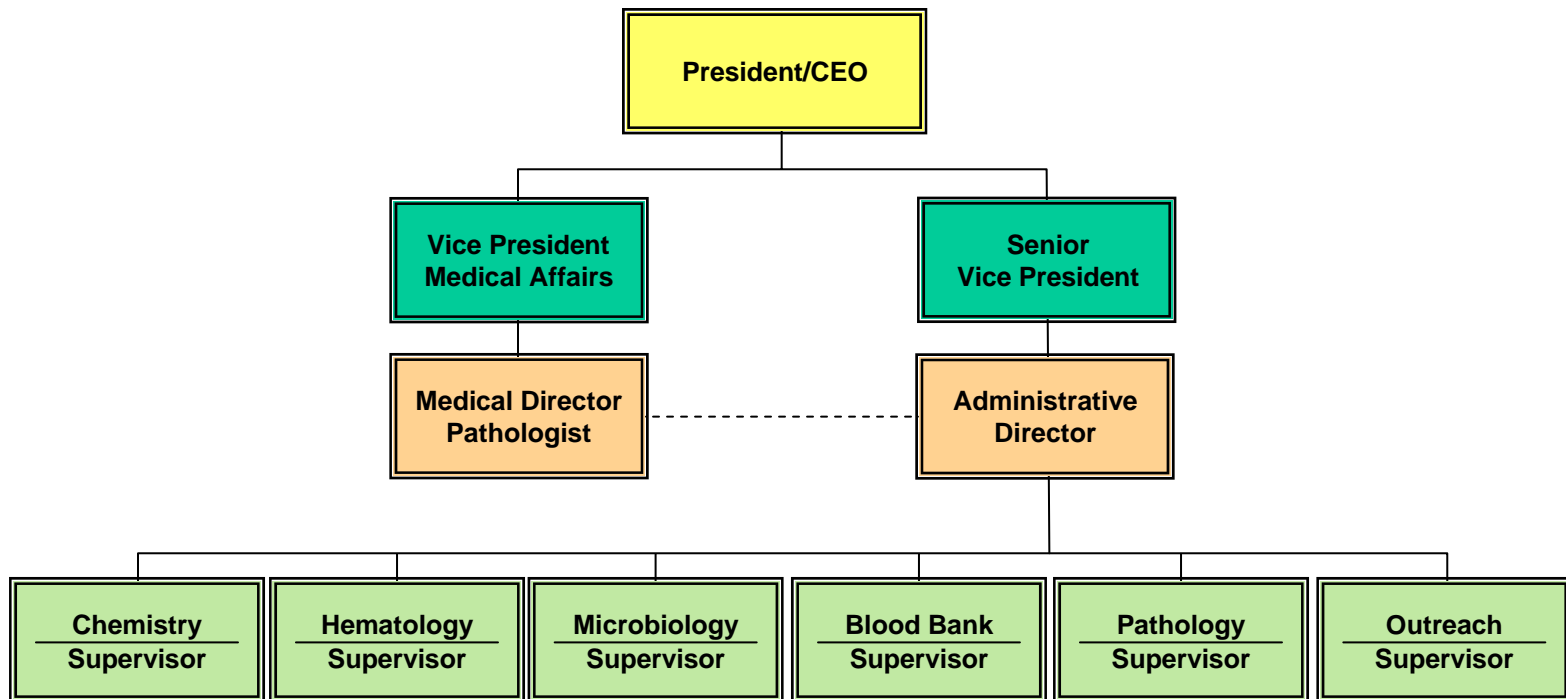 President/CEO
Vice President
Medical Affairs
Senior
Vice President
Medical Director
Pathologist
Administrative
Director
Chemistry
Supervisor
Hematology
Supervisor
Microbiology
Supervisor
Blood Bank
Supervisor
Pathology
Supervisor
Outreach
Supervisor